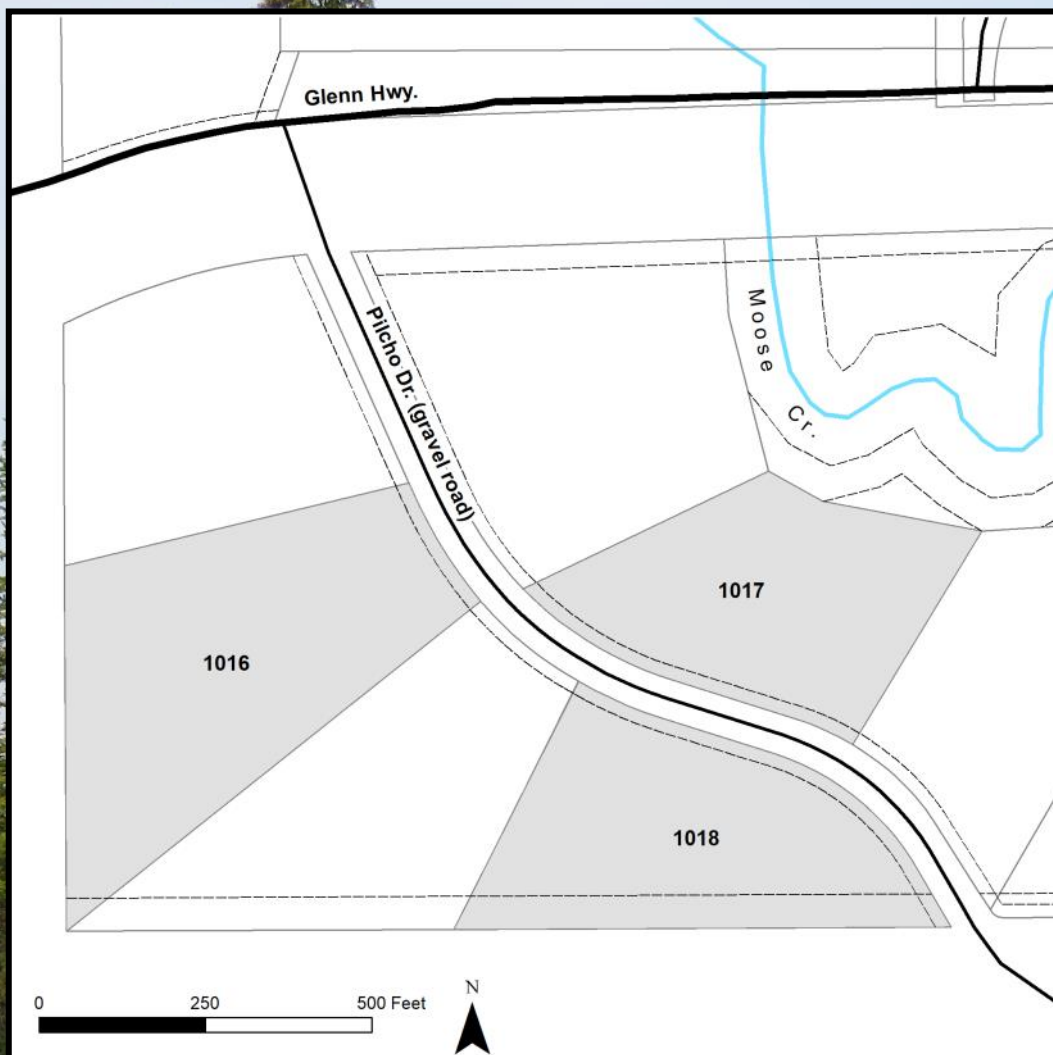 Glenn Hwy.
Pilcho Dr. (gravel road)
Moose Cr.
1017
1016
1018
0 250 500 Feet
N